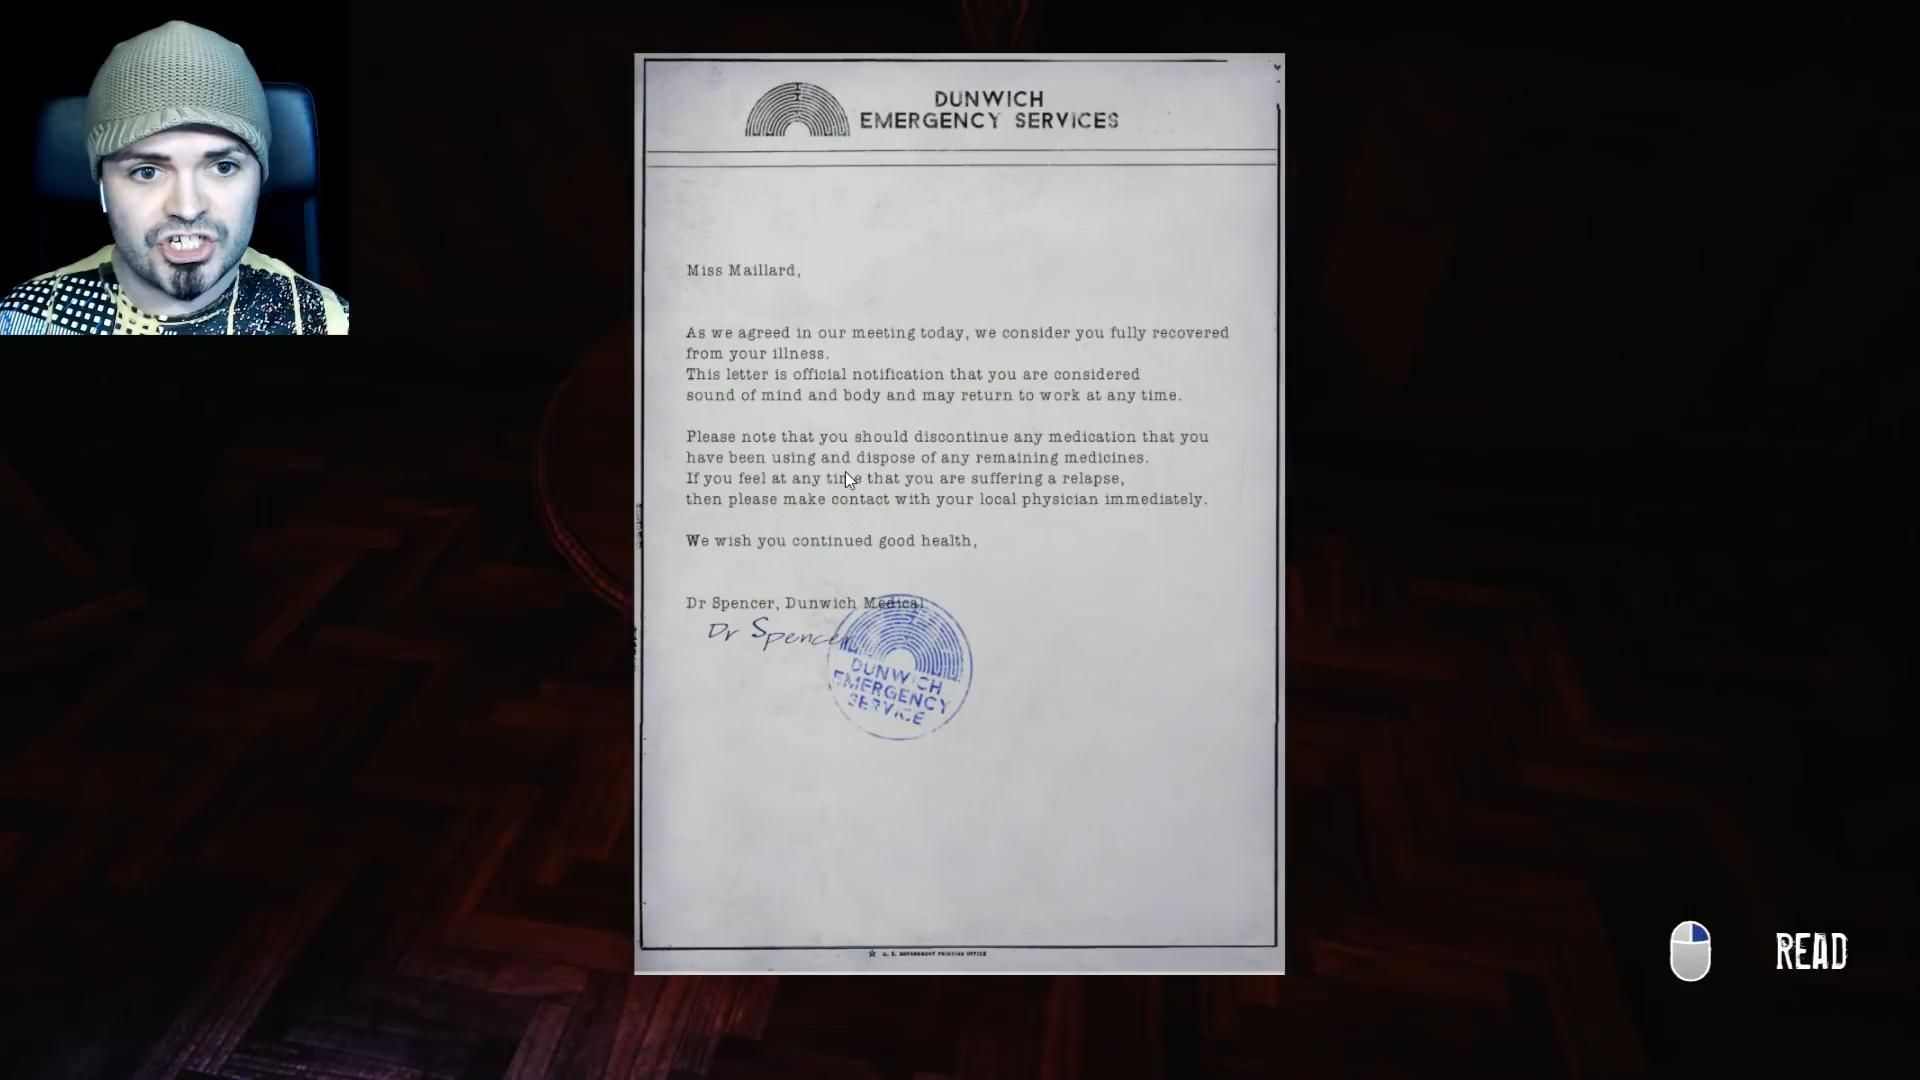 DUNWICH
EMERGENCY SERVICES
Miss Maillard,
As we agreed in our meeting today, we consider you fully recovered
from your illness.
This letter is official notification that you are considered
sound of mind and body and may return to work at any time.
Please note that you should discontinue any medication that you
have been using and dispose of any remaining medicines.
If you feel at any time that you are suffering a relapse,
then please make contact with your local physician immediately.
We wish you continued good health,
Dr Spencer, Dunwich Medical
Dr Spencer
DUNWICH
EMERGENCY
SERVICE
U. S. GOVERNMENT PRINTING OFFICE
READ